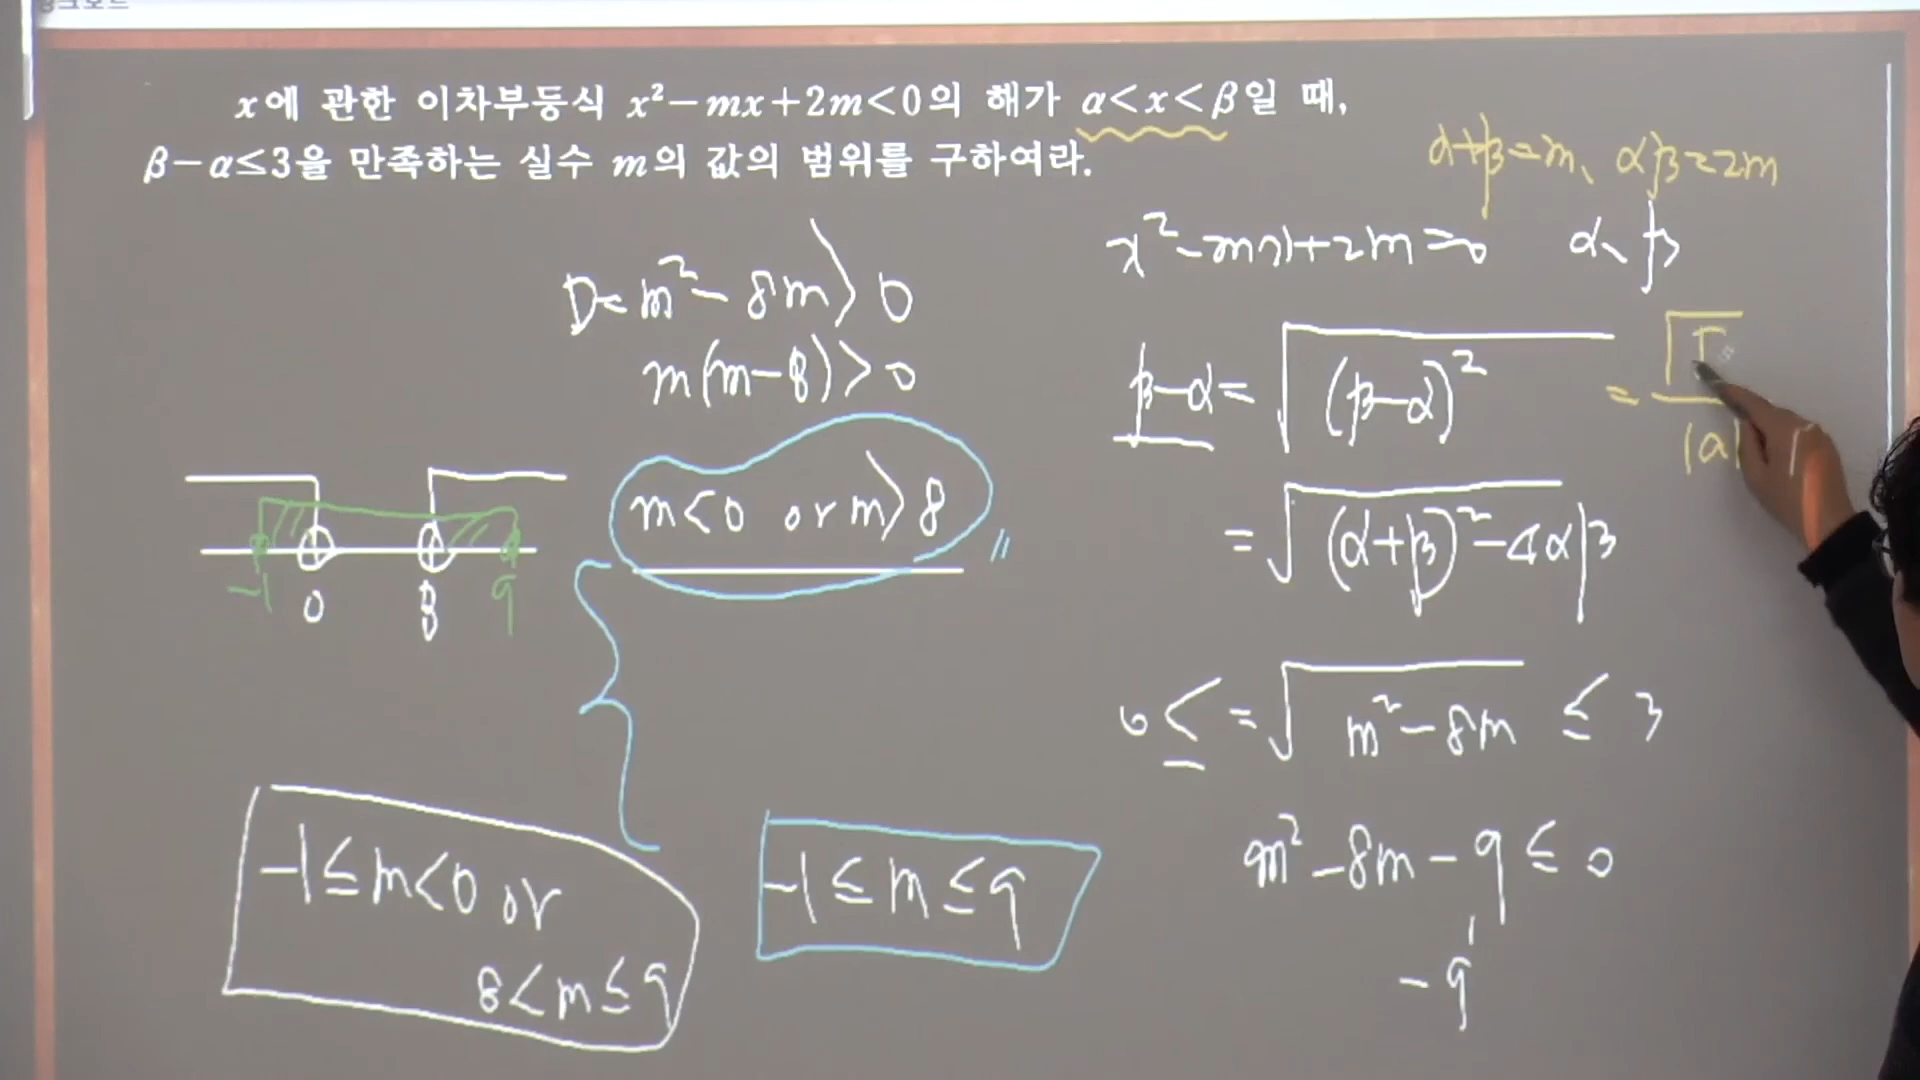 x에 관한 이차부등식 x²-mx+2m<0의 해가 α<x<β일 때,
β-α≤3을 만족하는 실수 m의 값의 범위를 구하여라.
α+β=m、αβ=2m
x²-mx+2m=0 α、β
D=m²-8m>0
m(m-8)>0
m<0 or m>8
-1 0 8 9
-1≤m<0 or
8<m≤9
-1≤m≤9
β-α=√(β-α)²
=√D/|a|
=√(α+β)²-4αβ
0≤=√m²-8m ≤3
m²-8m-9≤0
1
-9